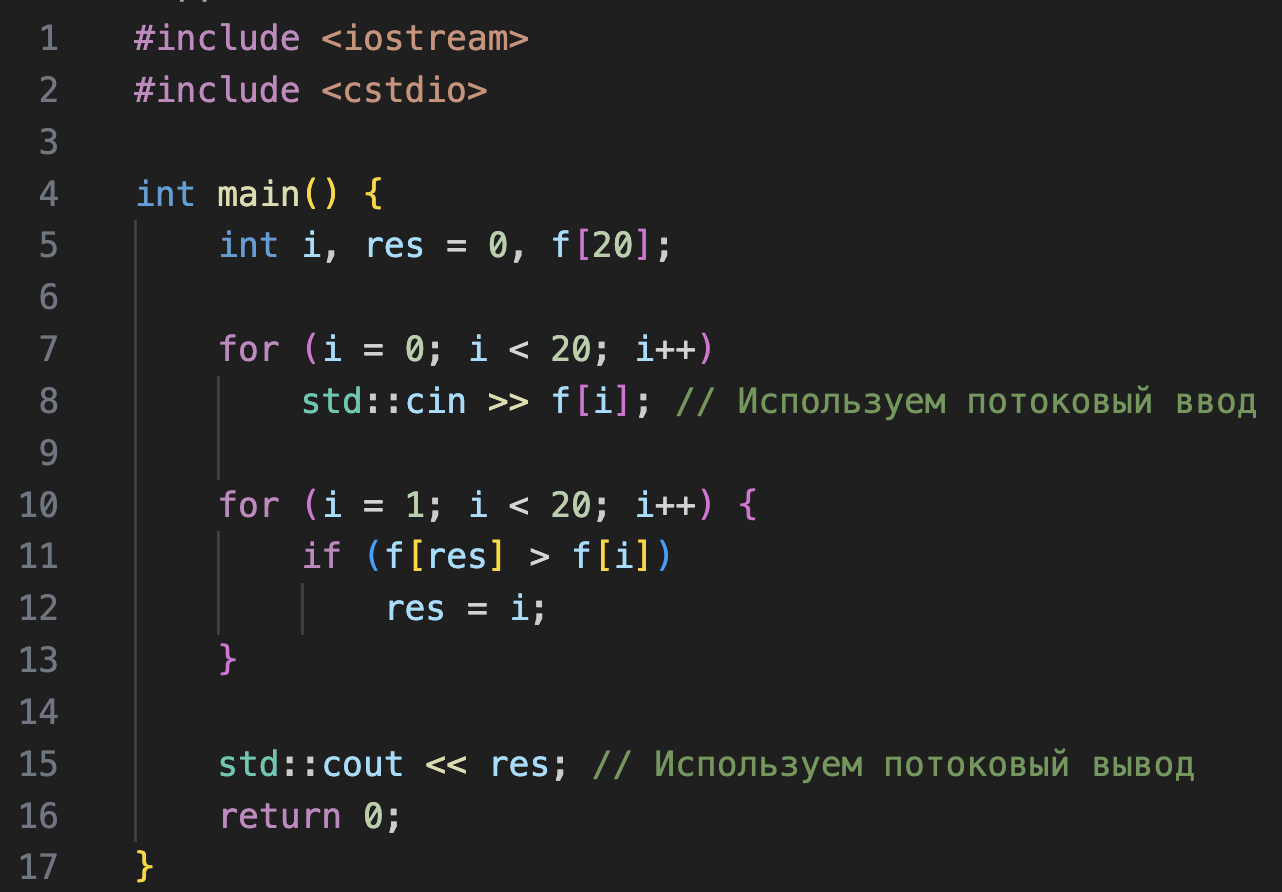 1 #include <iostream>
2 #include <cstdio>
3
4 int main() {
5     int i, res = 0, f[20];
6
7     for (i = 0; i < 20; i++)
8         std::cin >> f[i]; // Используем потоковый ввод
9
10     for (i = 1; i < 20; i++) {
11         if (f[res] > f[i])
12             res = i;
13     }
14
15     std::cout << res; // Используем потоковый вывод
16     return 0;
17 }